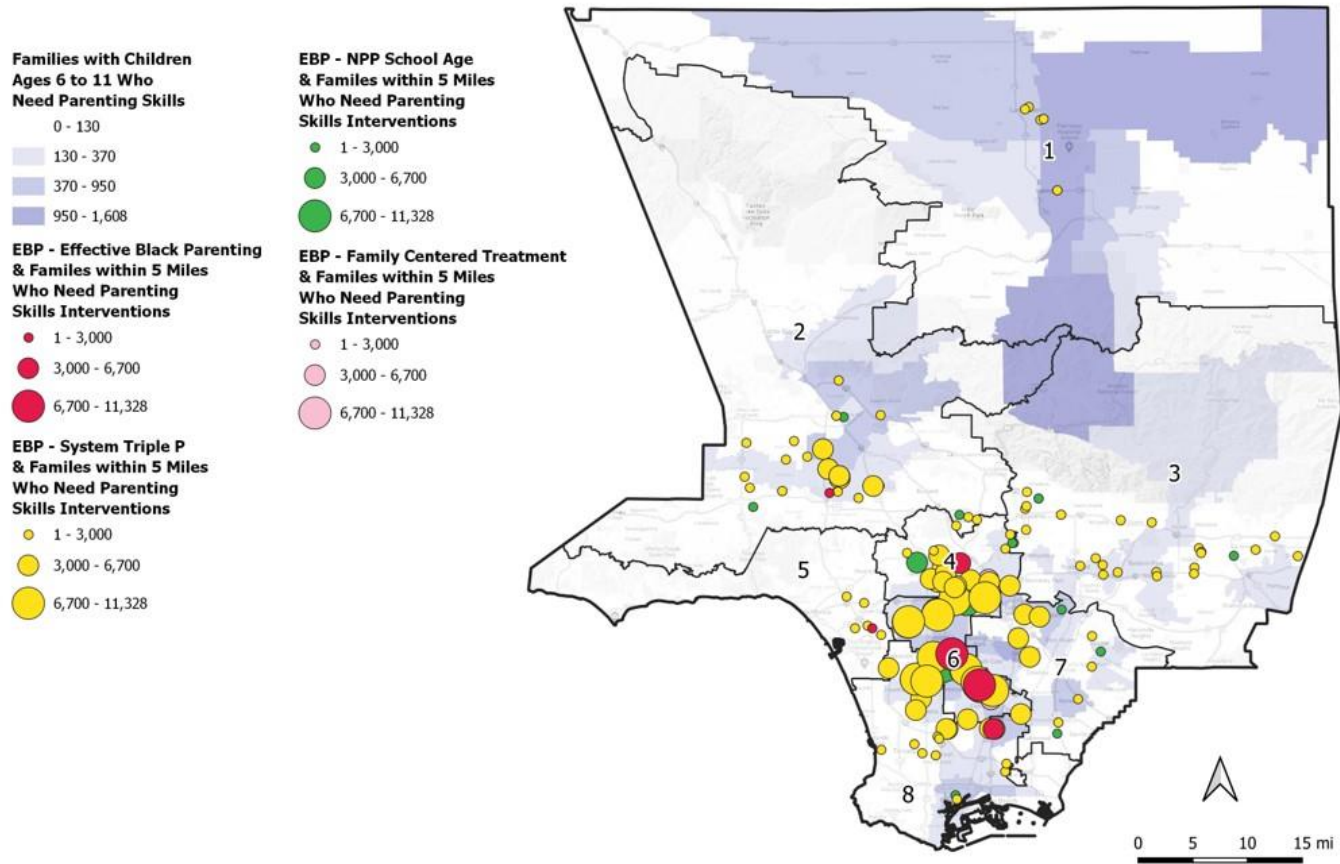 Families with Children
Ages 6 to 11 Who
Need Parenting Skills
0 - 130
130 - 370
370 - 950
950 - 1,608
EBP - Effective Black Parenting
& Familes within 5 Miles
Who Need Parenting
Skills Interventions
1 - 3,000
3,000 - 6,700
6,700 - 11,328
EBP - System Triple P
& Familes within 5 Miles
Who Need Parenting
Skills Interventions
1 - 3,000
3,000 - 6,700
6,700 - 11,328
EBP - NPP School Age
& Familes within 5 Miles
Who Need Parenting
Skills Interventions
1 - 3,000
3,000 - 6,700
6,700 - 11,328
EBP - Family Centered Treatment
& Familes within 5 Miles
Who Need Parenting
Skills Interventions
1 - 3,000
3,000 - 6,700
6,700 - 11,328
1
2
3
4
5
6
7
8
0 5 10 15 mi